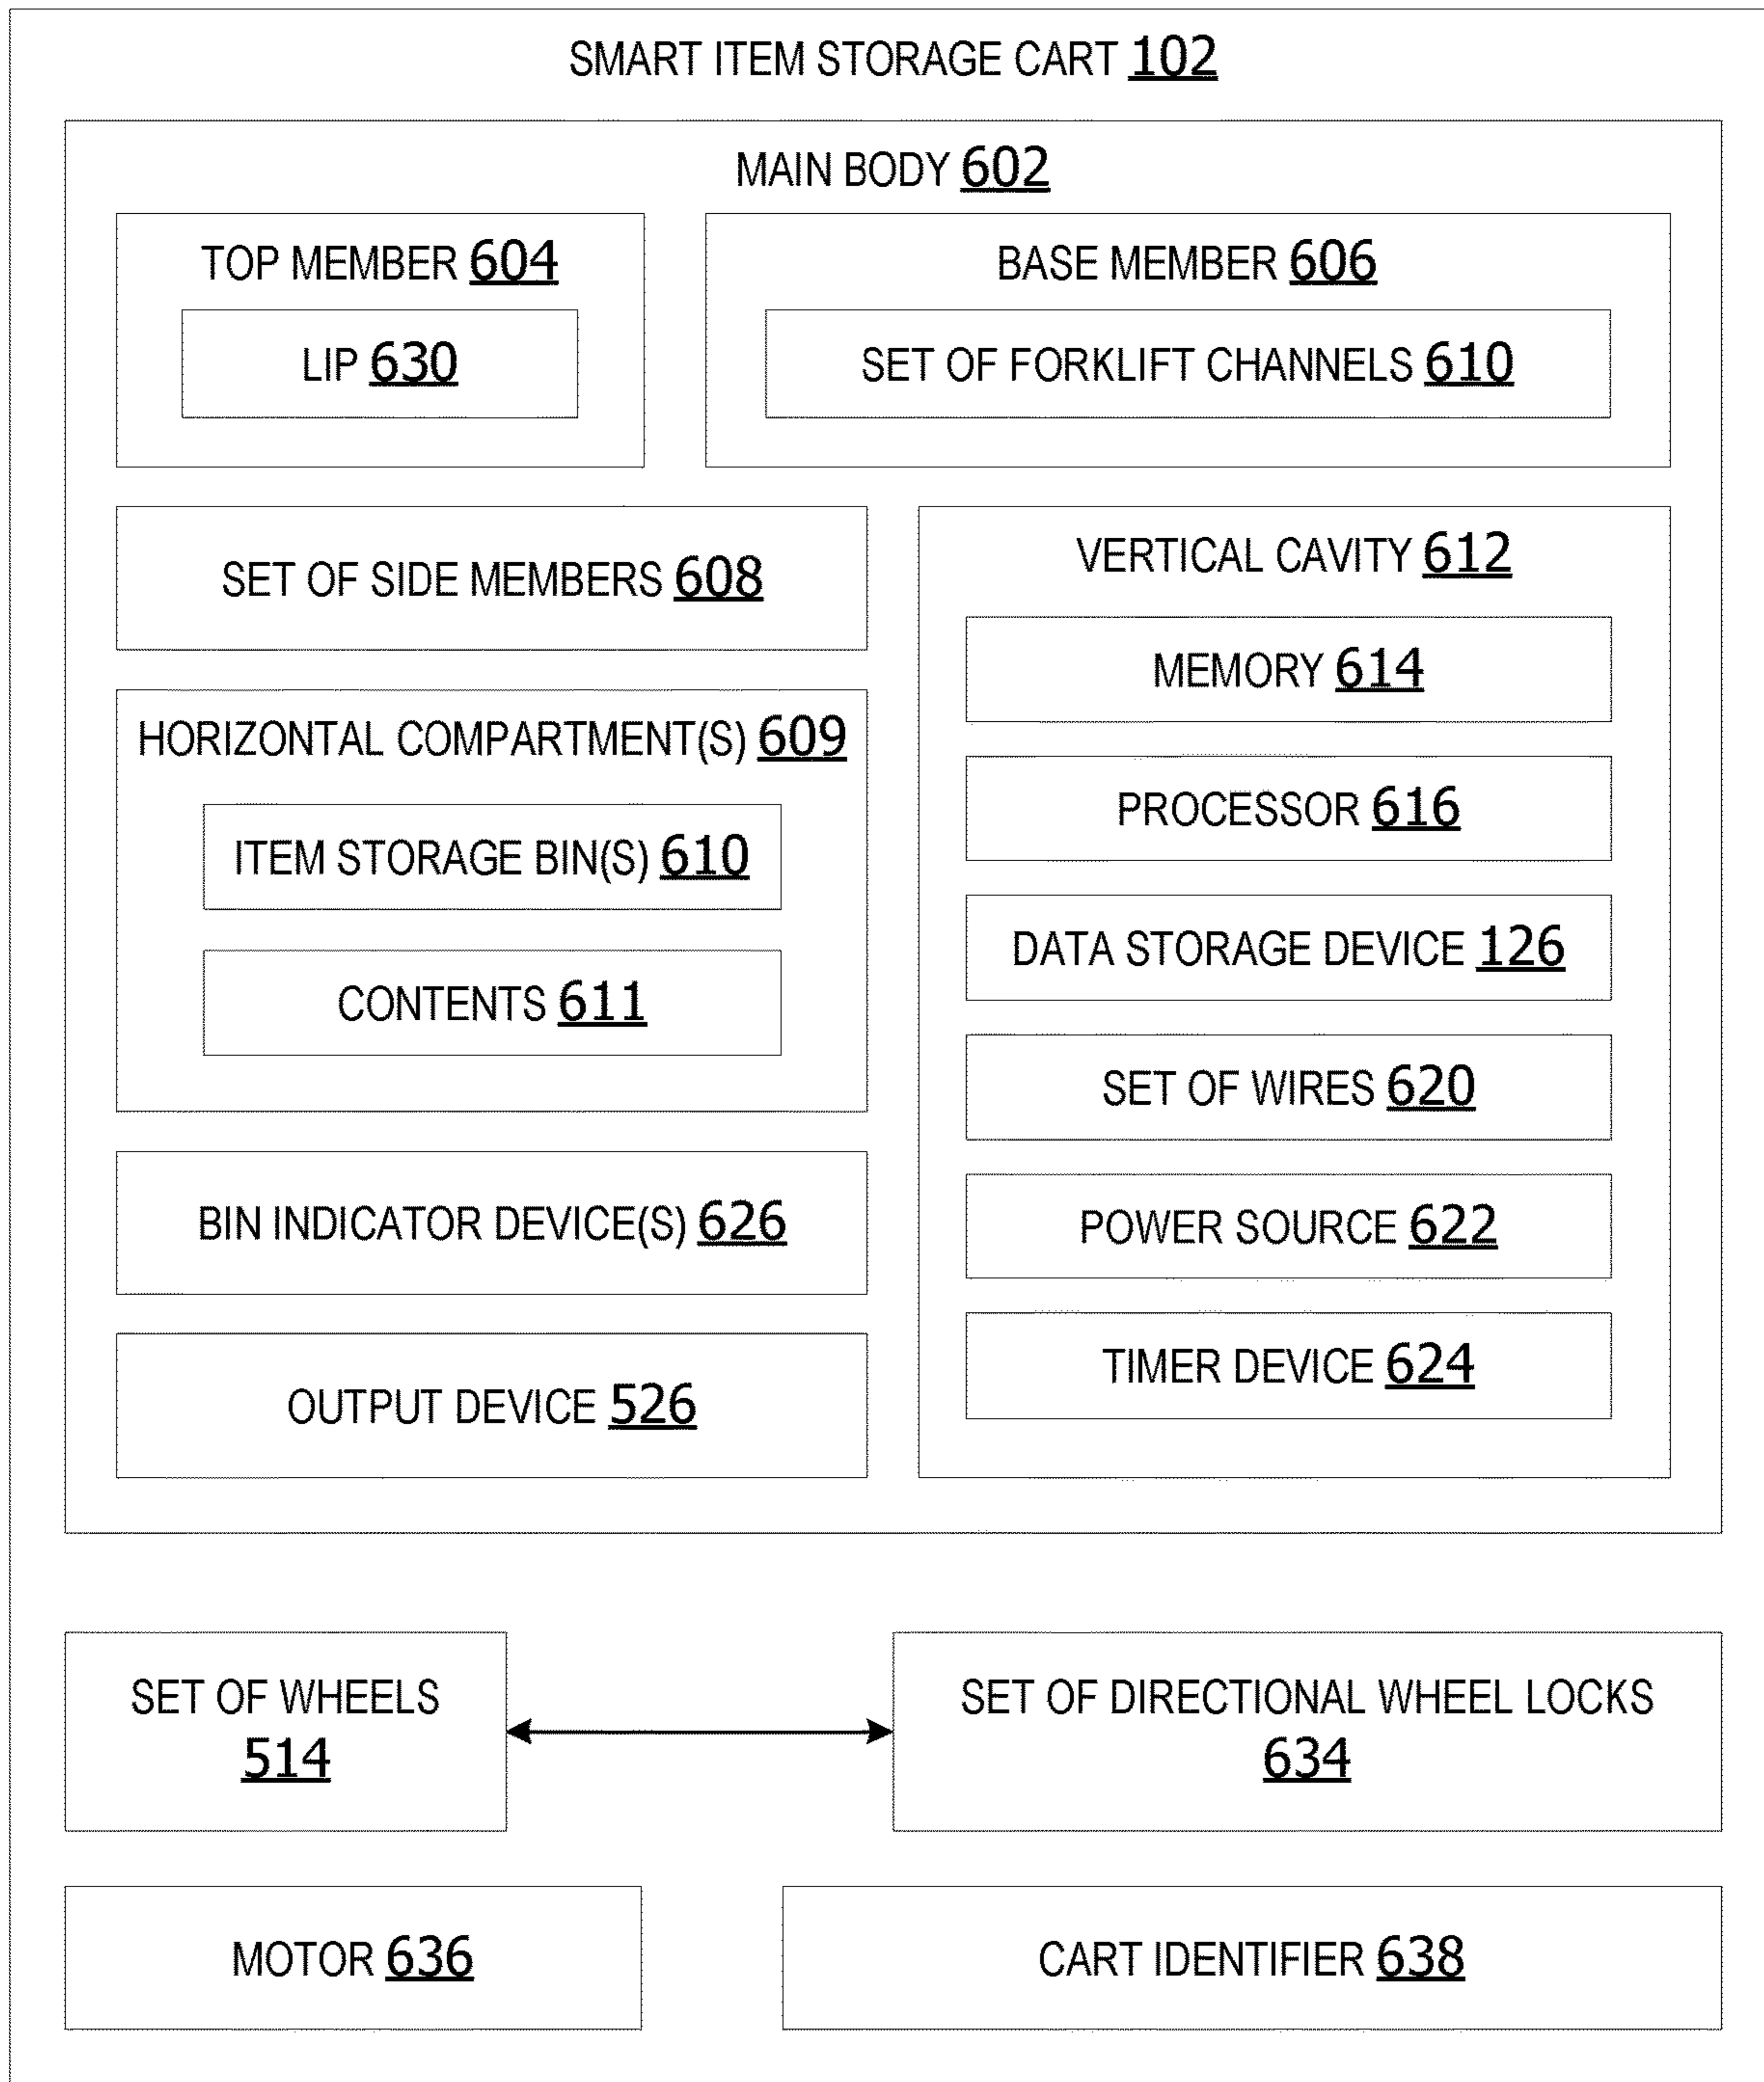 SMART ITEM STORAGE CART 102
MAIN BODY 602
TOP MEMBER 604
LIP 630
BASE MEMBER 606
SET OF FORKLIFT CHANNELS 610
SET OF SIDE MEMBERS 608
HORIZONTAL COMPARTMENT(S) 609
ITEM STORAGE BIN(S) 610
CONTENTS 611
BIN INDICATOR DEVICE(S) 626
OUTPUT DEVICE 526
VERTICAL CAVITY 612
MEMORY 614
PROCESSOR 616
DATA STORAGE DEVICE 126
SET OF WIRES 620
POWER SOURCE 622
TIMER DEVICE 624
SET OF WHEELS
514
SET OF DIRECTIONAL WHEEL LOCKS
634
MOTOR 636
CART IDENTIFIER 638